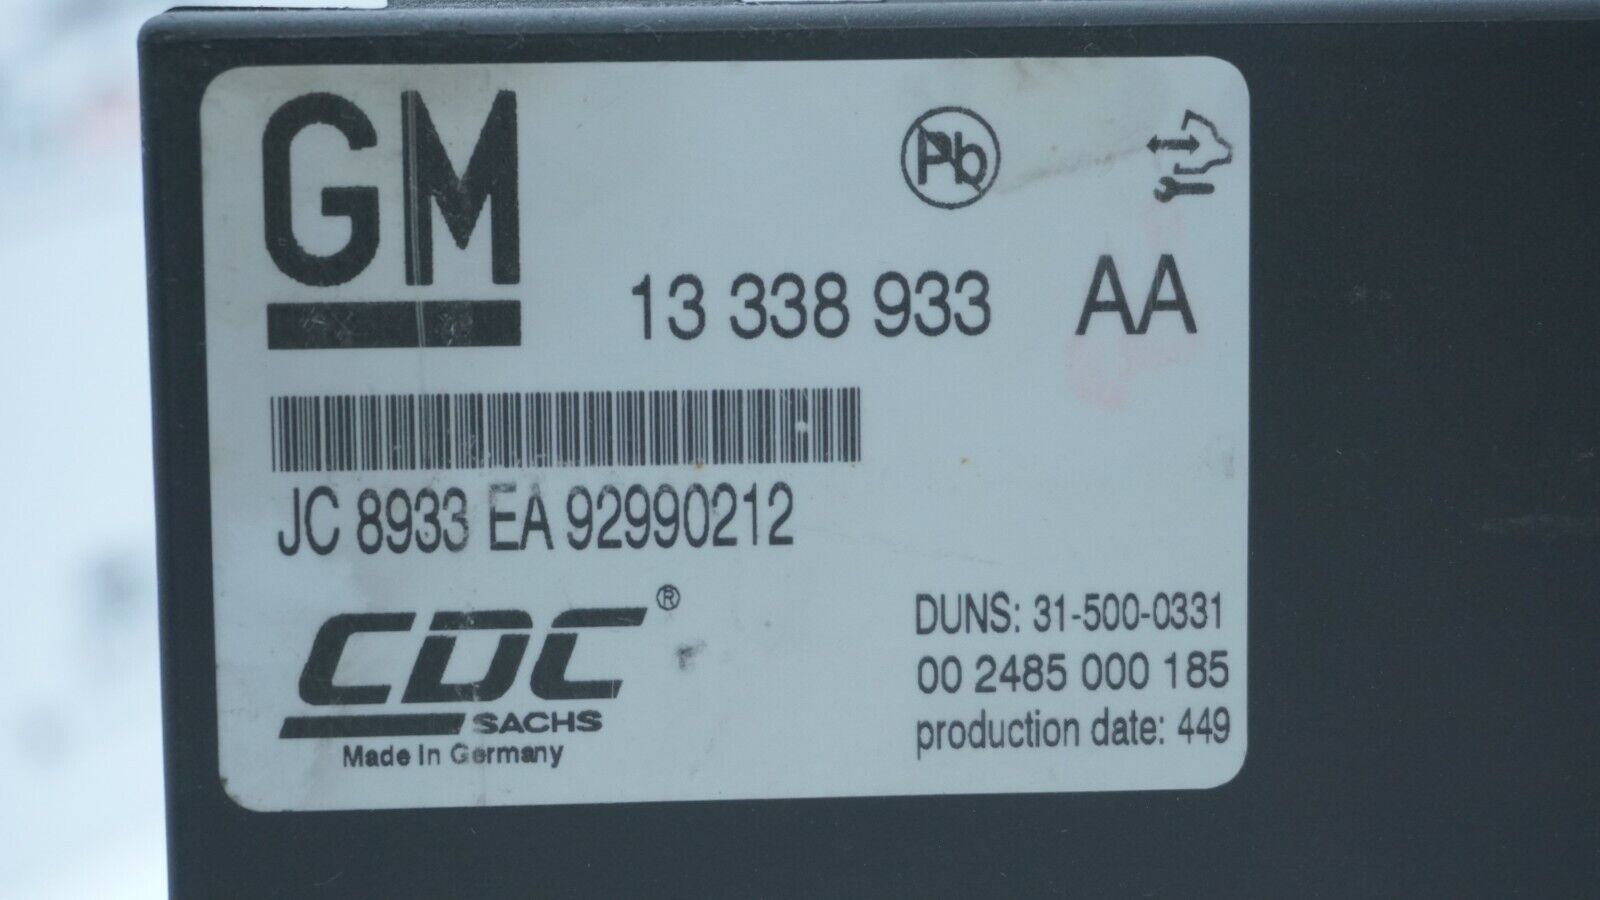 GM
Pb
13 338 933 AA
JC 8933 EA 92990212
CDC®
SACHS
Made In Germany
DUNS: 31-500-0331
00 2485 000 185
production date: 449